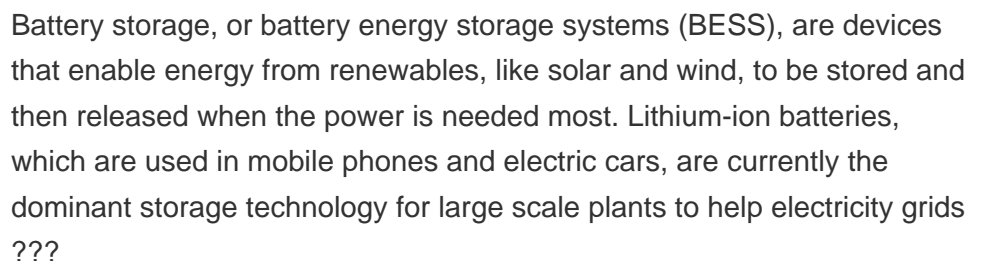 Battery storage, or battery energy storage systems (BESS), are devices
that enable energy from renewables, like solar and wind, to be stored and
then released when the power is needed most. Lithium-ion batteries,
which are used in mobile phones and electric cars, are currently the
dominant storage technology for large scale plants to help electricity grids
???